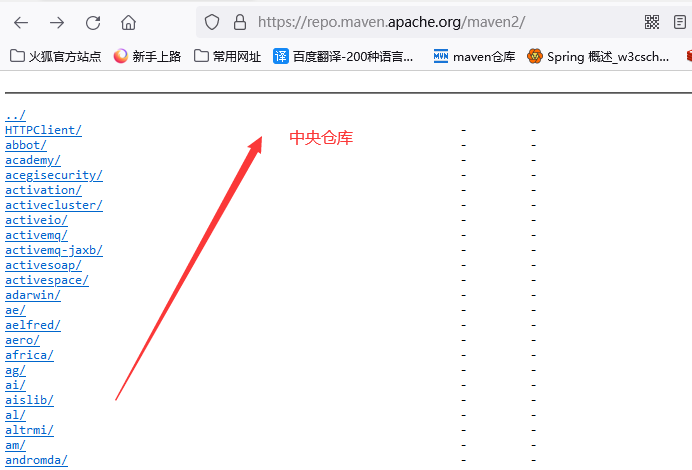 https://repo.maven.apache.org/maven2/
火狐官方站点 新手上路 常用网址 译 百度翻译-200种语言... MVN maven仓库 Spring 概述_w3csch...
../
HTTPClient/ - -
中央仓库
abbot/ - -
academy/ - -
acegisecurity/ - -
activation/ - -
activecluster/ - -
activeio/ - -
activemq/ - -
activemq-jaxb/ - -
activesoap/ - -
activespace/ - -
adarwin/ - -
ae/ - -
aelfred/ - -
aero/ - -
africa/ - -
ag/ - -
ai/ - -
aislib/ - -
al/ - -
altrmi/ - -
am/ - -
andromda/ - -